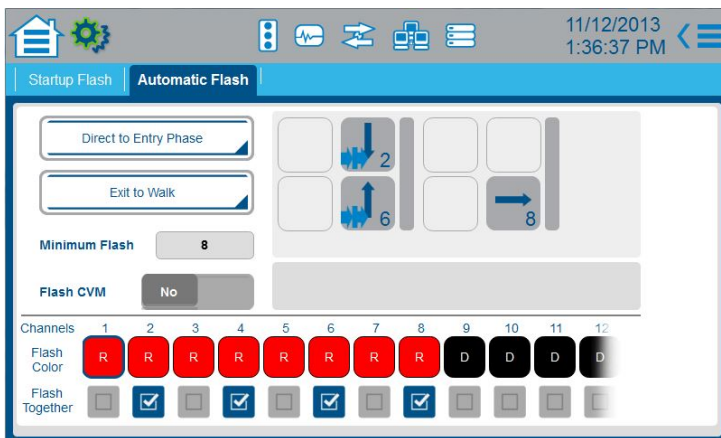 11/12/2013
1:36:37 PM
Startup Flash
Automatic Flash
Direct to Entry Phase
2
Exit to Walk
6
8
Minimum Flash 8
Flash CVM No
Channels 1 2 3 4 5 6 7 8 9 10 11 12
Flash Color R R R R R R R R D D D D
Flash Together